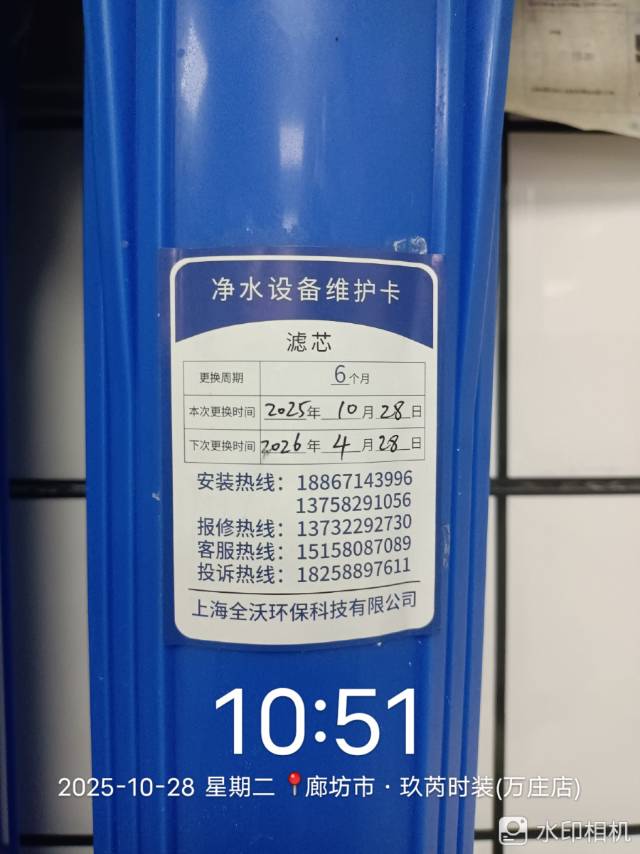 净水设备维护卡
滤芯
更换周期 6个月
本次更换时间 2025年 10月 28日
下次更换时间 2026年 4月 28日
安装热线：18867143996
13758291056
报修热线：13732292730
客服热线：15158087089
投诉热线：18258897611
上海全沃环保科技有限公司
10:51
2025-10-28 星期二 📍廊坊市·玖芮时装(万庄店)
水印相机